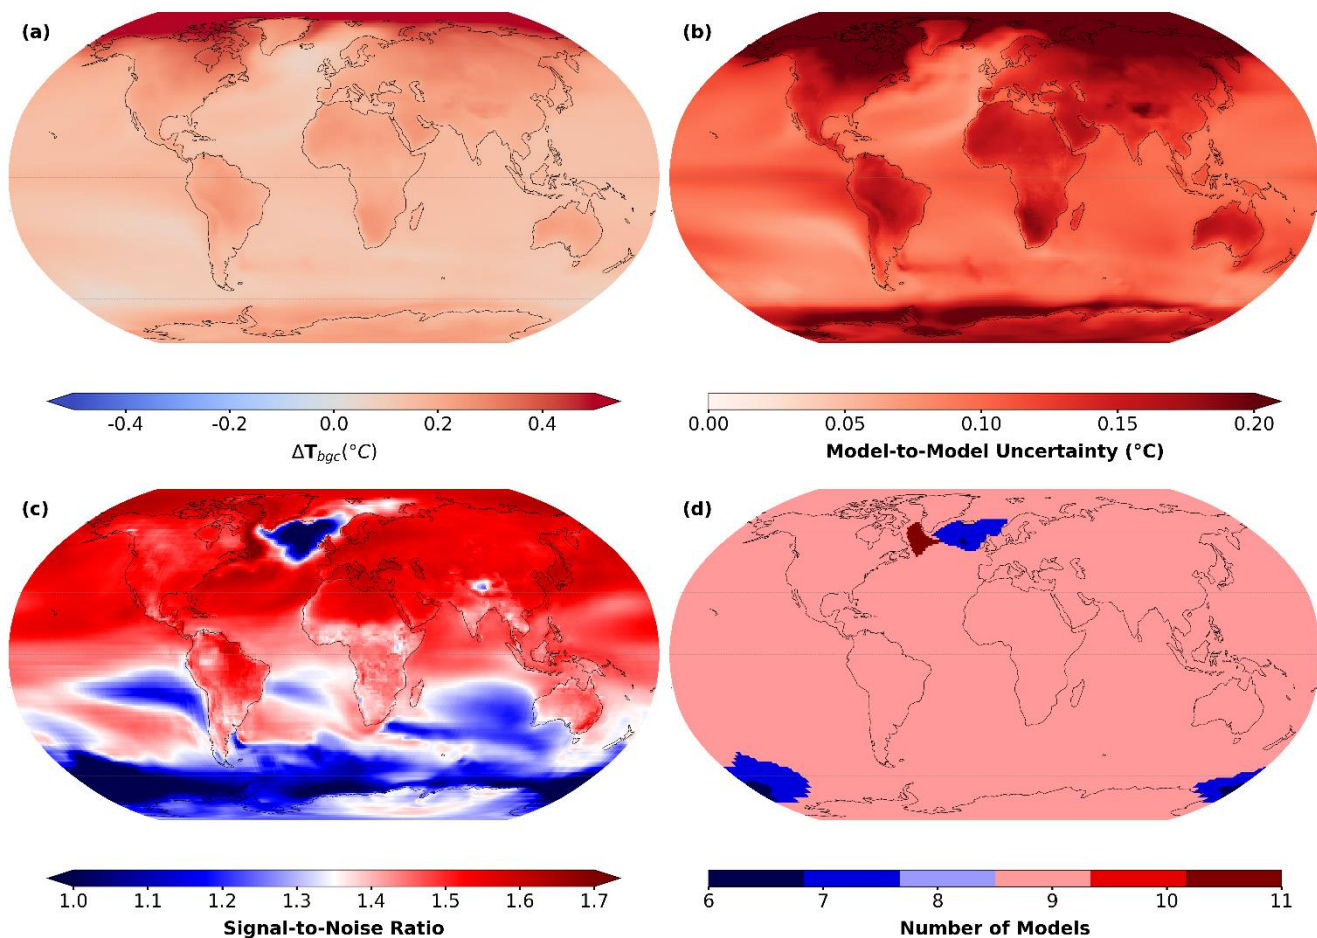 (a)
(b)
-0.4 -0.2 0.0 0.2 0.4
ΔT_bgc(°C)
0.00 0.05 0.10 0.15 0.20
Model-to-Model Uncertainty (°C)
(c)
(d)
1.0 1.1 1.2 1.3 1.4 1.5 1.6 1.7
Signal-to-Noise Ratio
6 7 8 9 10 11
Number of Models